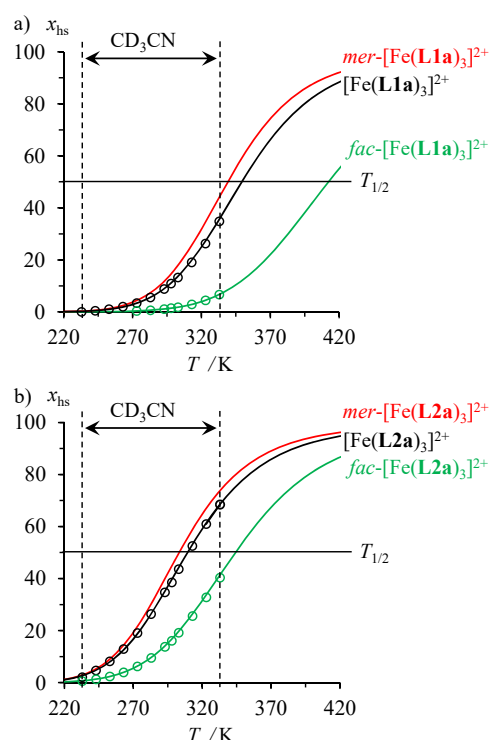 a) xhs
CD3CN
100
80
60
40
20
0
mer-[Fe(L1a)3]2+
[Fe(L1a)3]2+
fac-[Fe(L1a)3]2+
T1/2
220 270 320 370 420
T /K
b) xhs
CD3CN
100
80
60
40
20
0
mer-[Fe(L2a)3]2+
[Fe(L2a)3]2+
fac-[Fe(L2a)3]2+
T1/2
220 270 320 370 420
T /K